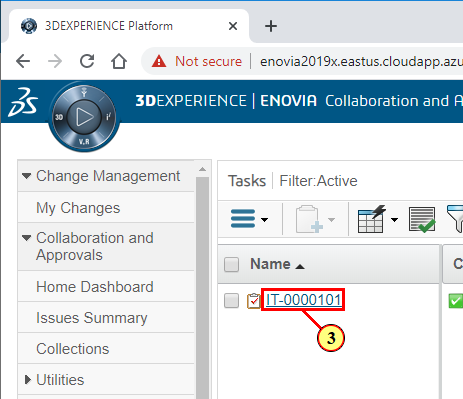 3DEXPERIENCE Platform
Not secure enovia2019x.eastus.cloudapp.azu
3DEXPERIENCE | ENOVIA Collaboration and A
3D
V.R
Change Management
My Changes
Collaboration and
Approvals
Home Dashboard
Issues Summary
Collections
Utilities
Tasks Filter:Active
Name C
IT-0000101
3